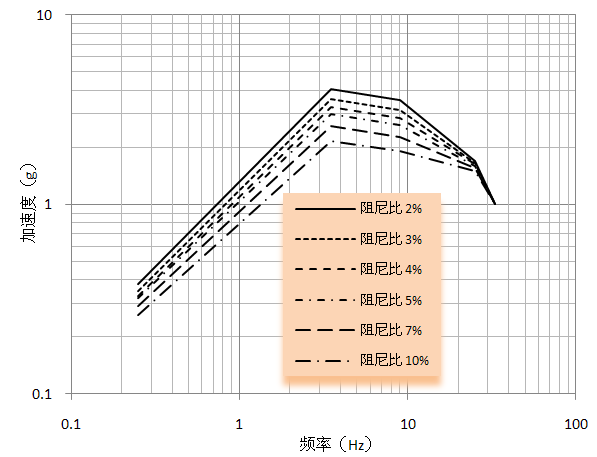 10
1
0.1
加速度（g）
阻尼比 2%
阻尼比 3%
阻尼比 4%
阻尼比 5%
阻尼比 7%
阻尼比 10%
0.1 1 10 100
频率（Hz）